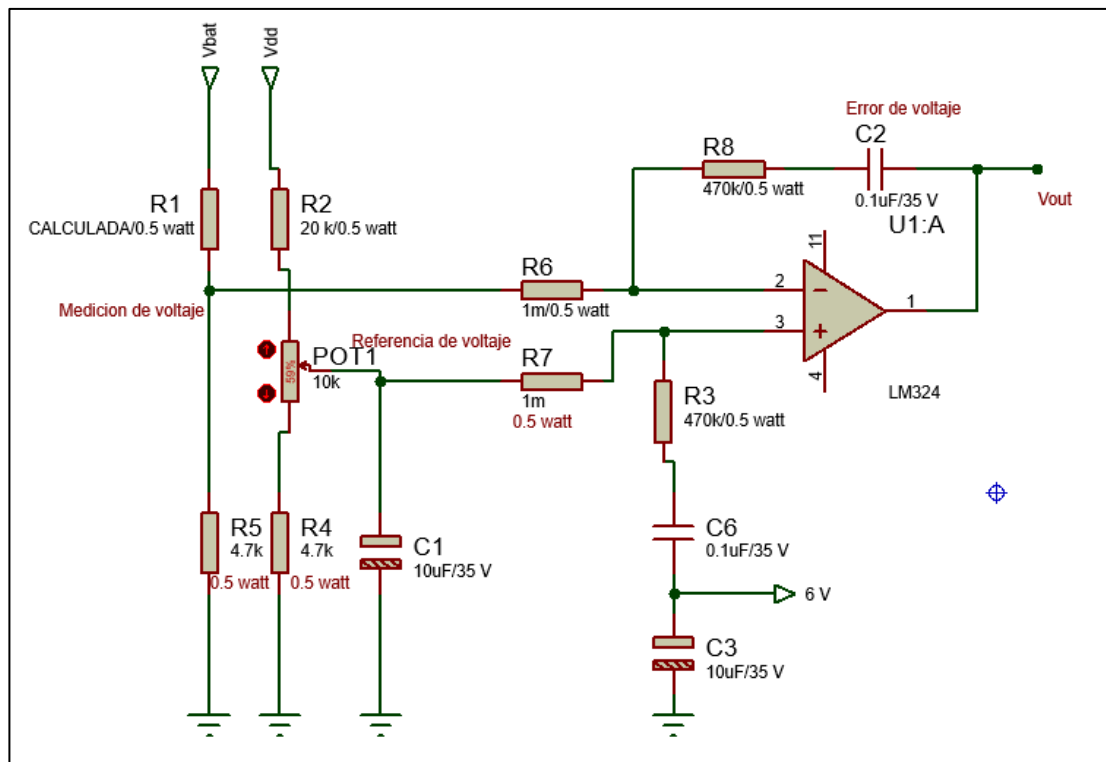 Vbat
Vdd
Error de voltaje
C2
0.1uF/35 V
R8
470k/0.5 watt
Vout
U1:A
R1
CALCULADA/0.5 watt
R2
20 k/0.5 watt
11
R6
1m/0.5 watt
2
1
3
4
LM324
Medicion de voltaje
Referencia de voltaje
59%
POT1
10k
R7
1m
0.5 watt
R3
470k/0.5 watt
R5
4.7k
0.5 watt
R4
4.7k
0.5 watt
C1
10uF/35 V
C6
0.1uF/35 V
6 V
C3
10uF/35 V